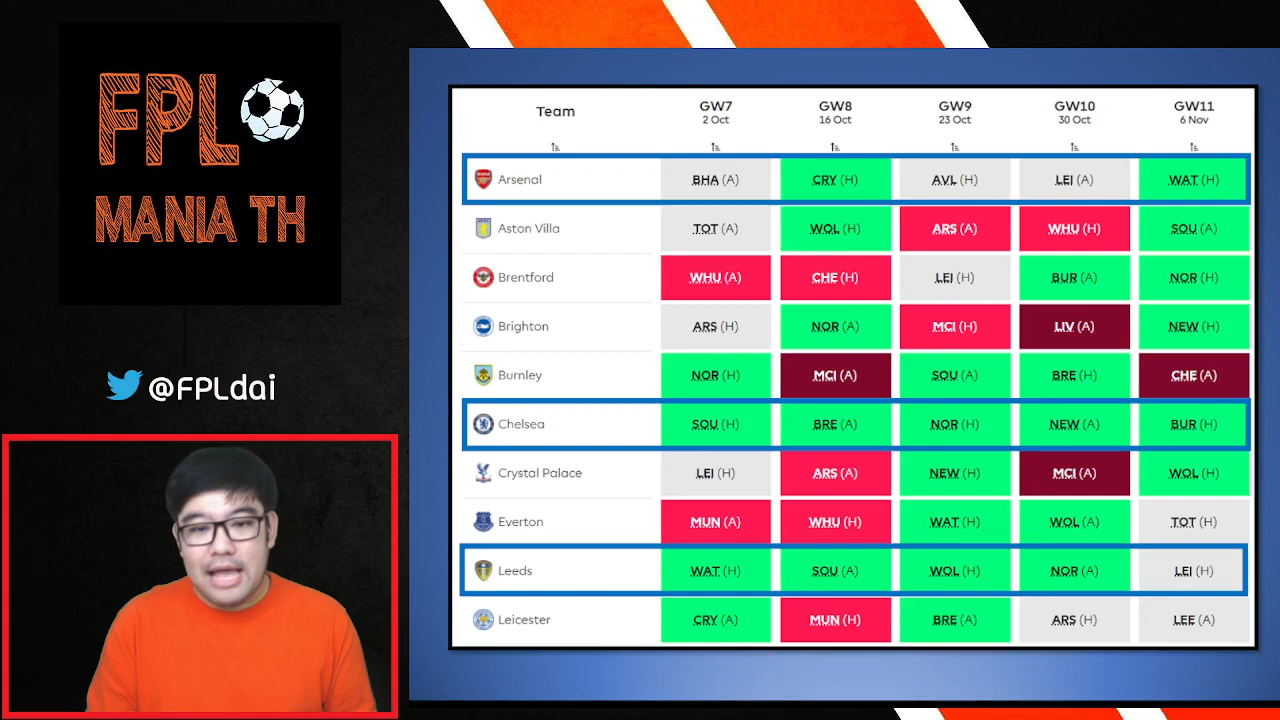 FPL
MANIA TH
@FPLdai
Team GW7 GW8 GW9 GW10 GW11
2 Oct 16 Oct 23 Oct 30 Oct 6 Nov
Arsenal BHA (A) CRY (H) AVL (H) LEI (A) WAT (H)
Aston Villa TOT (A) WOL (H) ARS (A) WHU (H) SOU (A)
Brentford WHU (A) CHE (H) LEI (H) BUR (A) NOR (H)
Brighton ARS (H) NOR (A) MCI (H) LIV (A) NEW (H)
Burnley NOR (H) MCI (A) SOU (A) BRE (H) CHE (A)
Chelsea SOU (H) BRE (A) NOR (H) NEW (A) BUR (H)
Crystal Palace LEI (H) ARS (A) NEW (H) MCI (A) WOL (H)
Everton MUN (A) WHU (H) WAT (H) WOL (A) TOT (H)
Leeds WAT (H) SOU (A) WOL (H) NOR (A) LEI (H)
Leicester CRY (A) MUN (H) BRE (A) ARS (H) LEE (A)